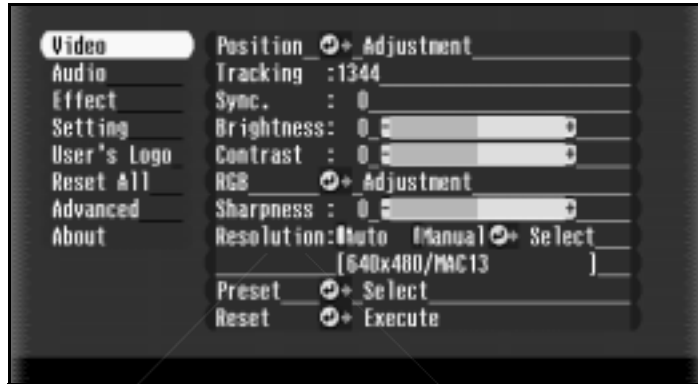 Video
Audio
Effect
Setting
User's Logo
Reset All
Advanced
About
Position Adjustment
Tracking :1344
Sync. : 0
Brightness: 0 - +
Contrast : 0 - +
RGB Adjustment
Sharpness : 0 - +
Resolution: Auto Manual Select
[640x480/MAC13 ]
Preset Select
Reset Execute